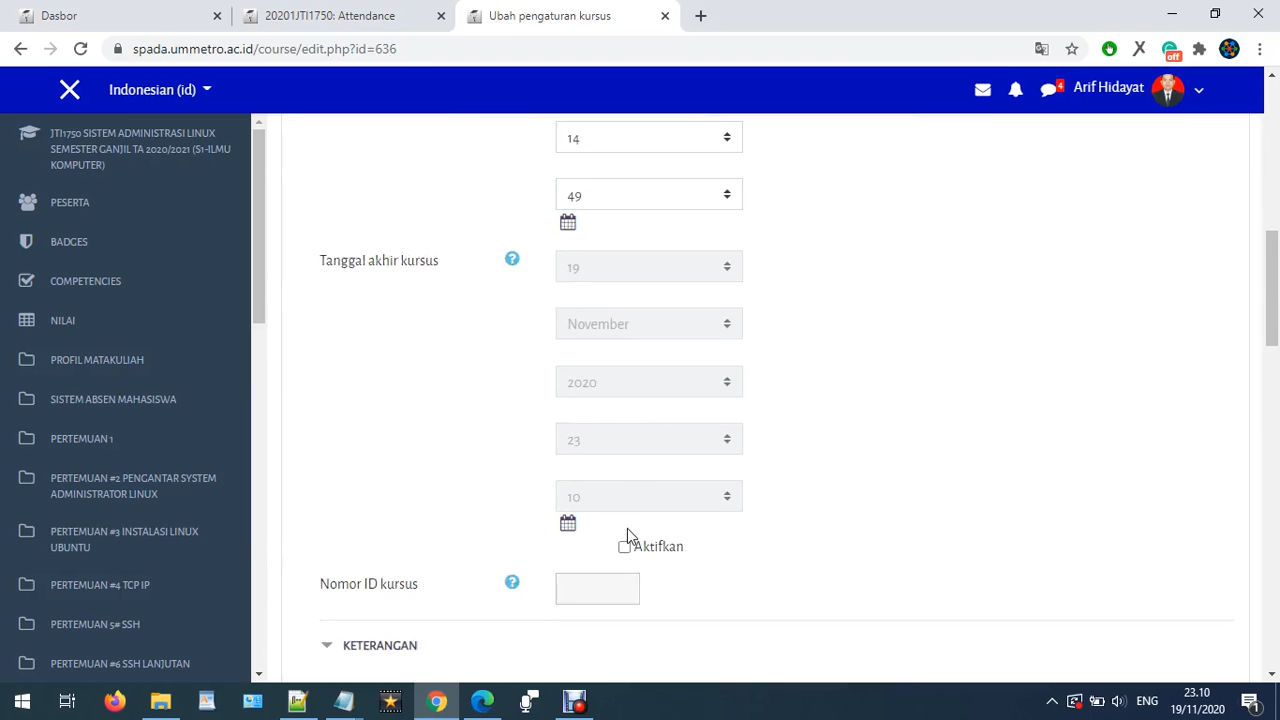 Dasbor
20201JTI1750: Attendance
Ubah pengaturan kursus
spada.ummetro.ac.id/course/edit.php?id=636
off
Indonesian (id)
4
Arif Hidayat
JTI1750 SISTEM ADMINISTRASI LINUX
SEMESTER GANJIL TA 2020/2021 (S1-ILMU
KOMPUTER)
PESERTA
BADGES
COMPETENCIES
NILAI
PROFIL MATAKULIAH
SISTEM ABSEN MAHASISWA
PERTEMUAN 1
PERTEMUAN #2 PENGANTAR SYSTEM
ADMINISTRATOR LINUX
PERTEMUAN #3 INSTALASI LINUX
UBUNTU
PERTEMUAN #4 TCP IP
PERTEMUAN 5# SSH
PERTEMUAN #6 SSH LANJUTAN
14
49
Tanggal akhir kursus
19
November
2020
23
10
Aktifkan
Nomor ID kursus
KETERANGAN
ENG
23.10
19/11/2020
1